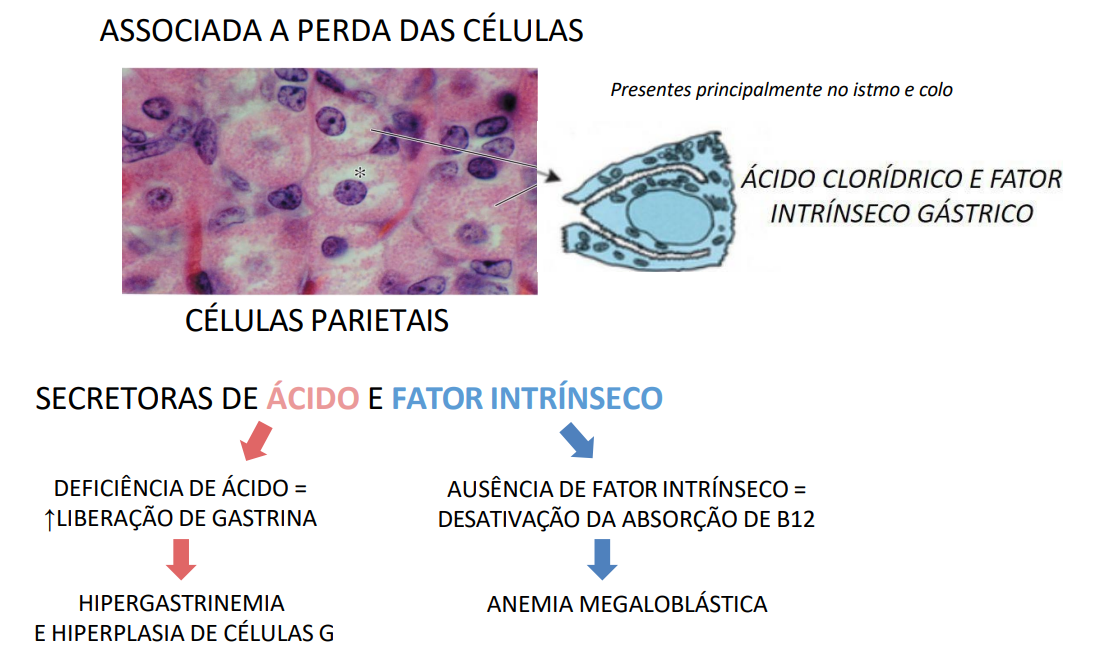 ASSOCIADA A PERDA DAS CÉLULAS
Presentes principalmente no istmo e colo
*
ÁCIDO CLORÍDRICO E FATOR
INTRÍNSECO GÁSTRICO
CÉLULAS PARIETAIS
SECRETORAS DE ÁCIDO E FATOR INTRÍNSECO
DEFICIÊNCIA DE ÁCIDO =
↑LIBERAÇÃO DE GASTRINA
AUSÊNCIA DE FATOR INTRÍNSECO =
DESATIVAÇÃO DA ABSORÇÃO DE B12
HIPERGASTRINEMIA
E HIPERPLASIA DE CÉLULAS G
ANEMIA MEGALOBLÁSTICA